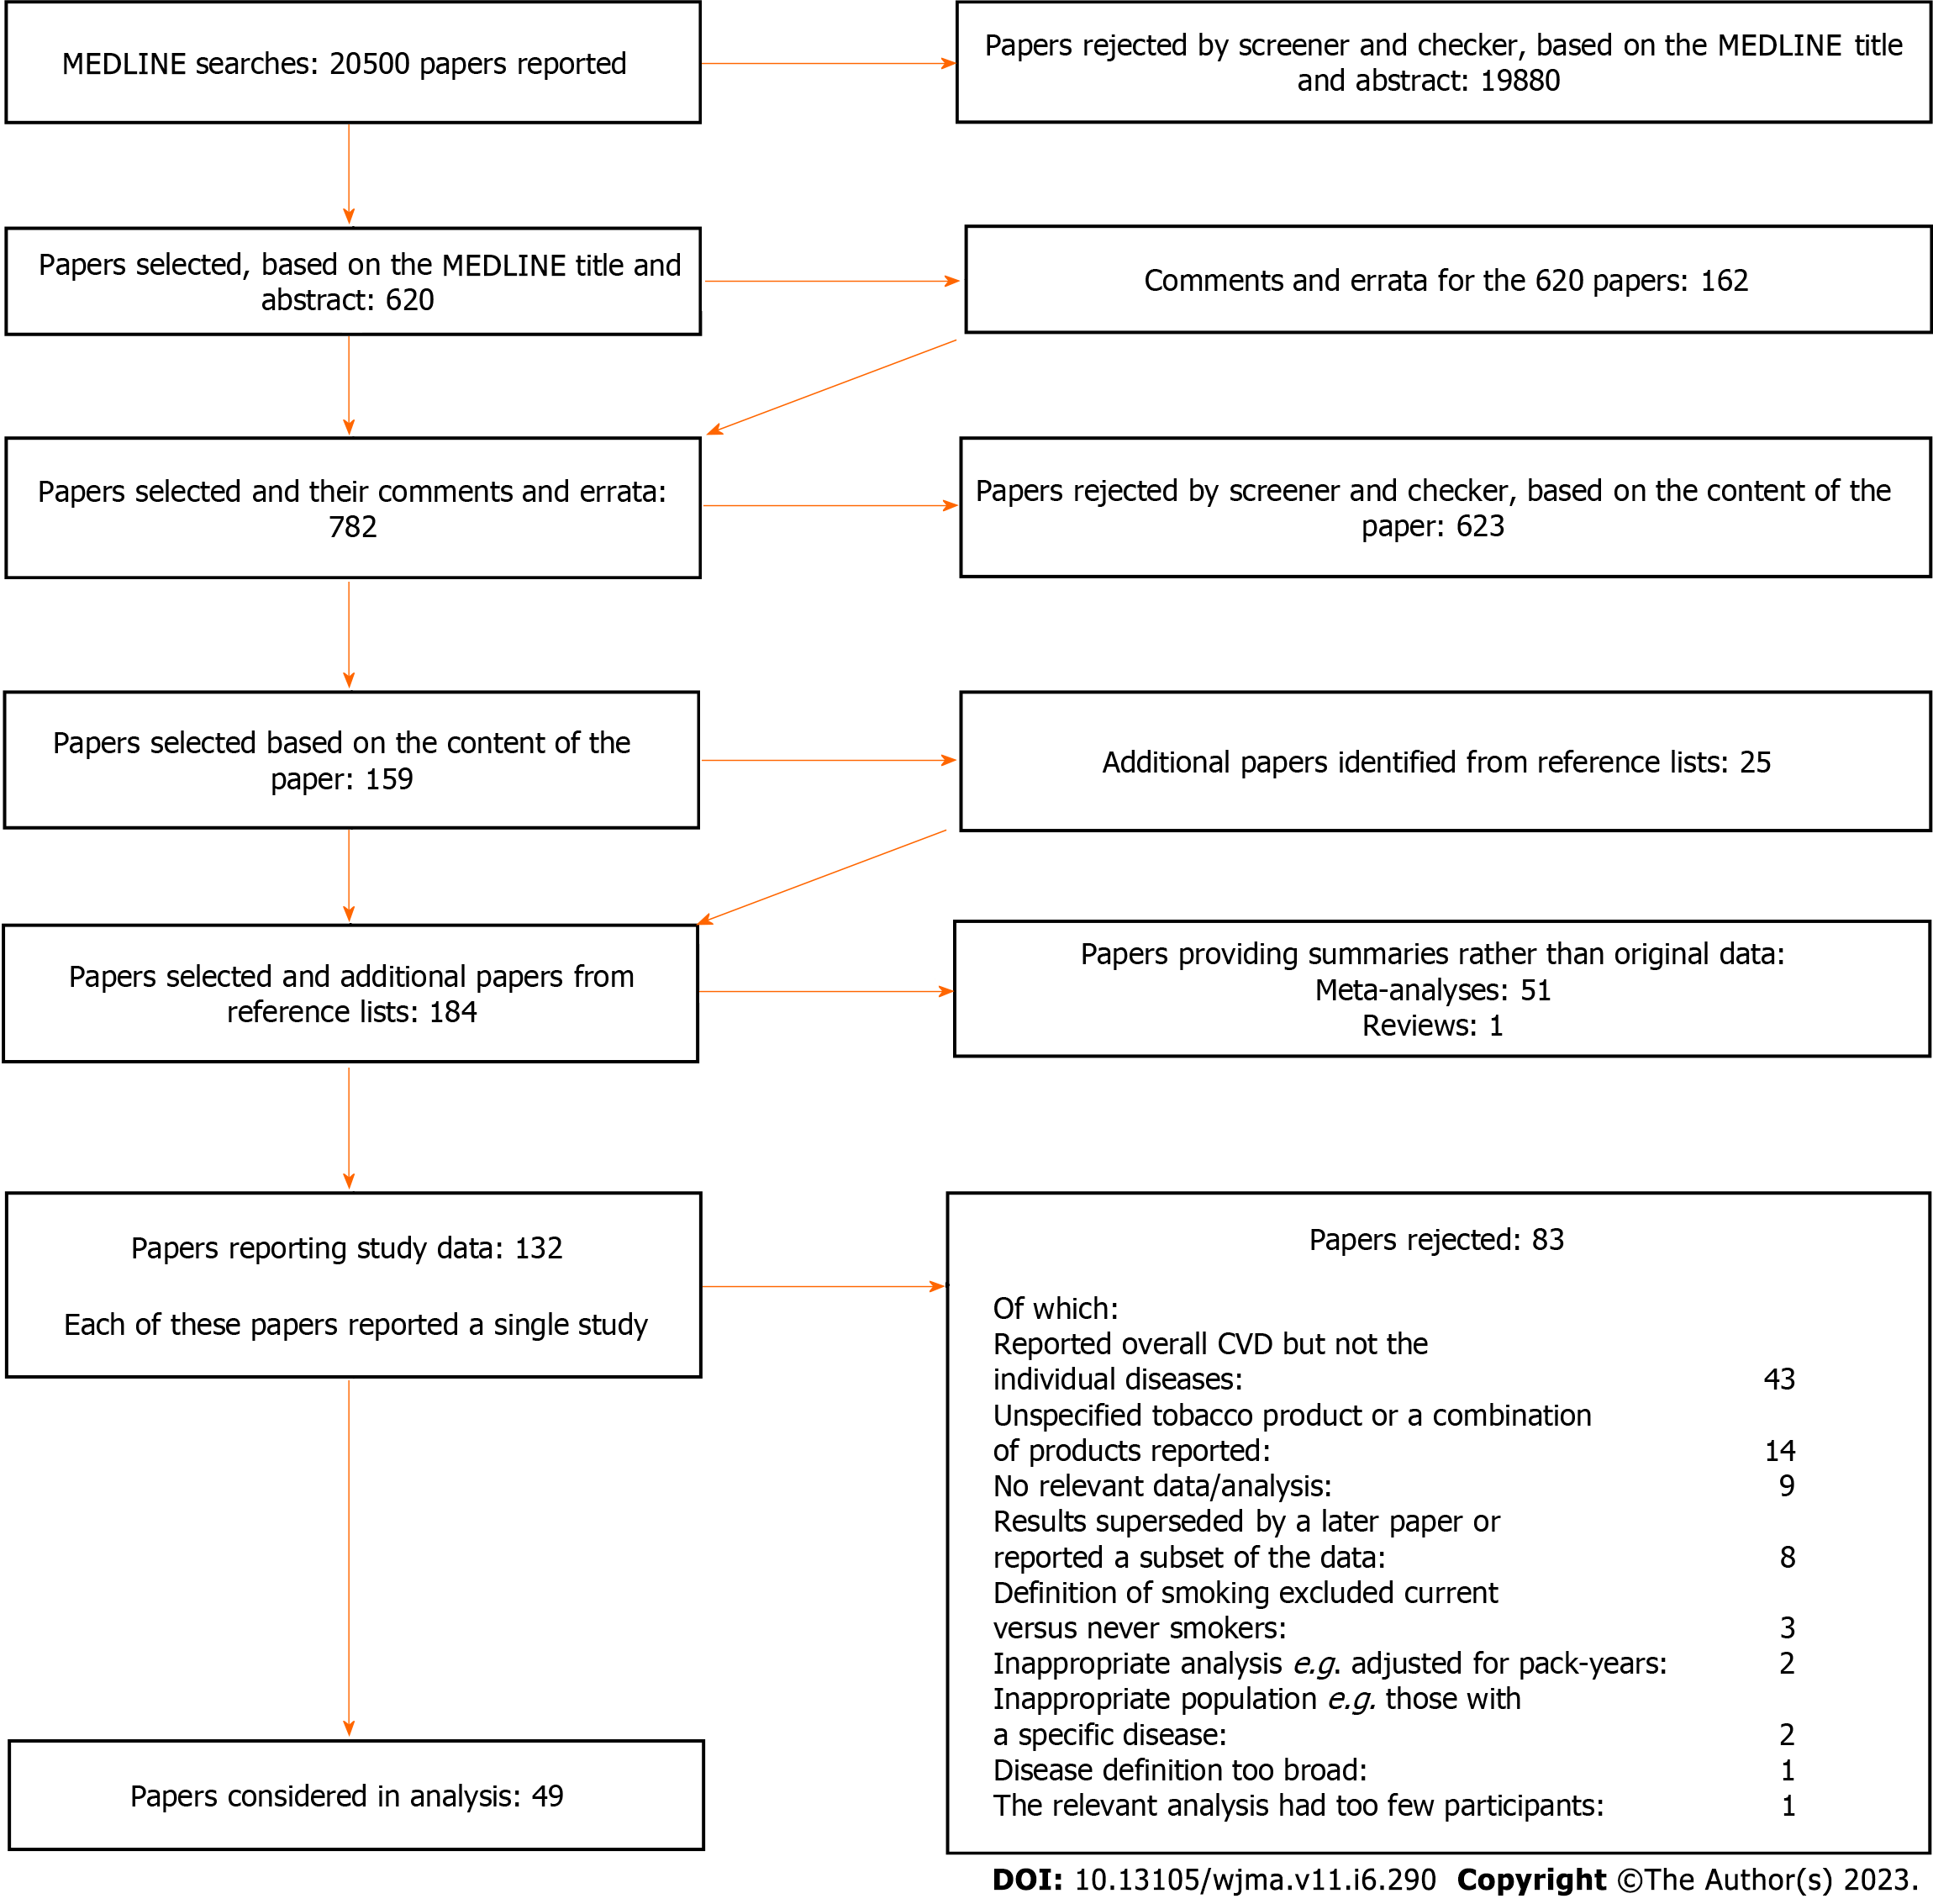 MEDLINE searches: 20500 papers reported
Papers rejected by screener and checker, based on the MEDLINE title
and abstract: 19880
Papers selected, based on the MEDLINE title and
abstract: 620
Comments and errata for the 620 papers: 162
Papers selected and their comments and errata:
782
Papers rejected by screener and checker, based on the content of the
paper: 623
Papers selected based on the content of the
paper: 159
Additional papers identified from reference lists: 25
Papers selected and additional papers from
reference lists: 184
Papers providing summaries rather than original data:
Meta-analyses: 51
Reviews: 1
Papers reporting study data: 132
Each of these papers reported a single study
Papers rejected: 83
Of which:
Reported overall CVD but not the
individual diseases: 43
Unspecified tobacco product or a combination
of products reported: 14
No relevant data/analysis: 9
Results superseded by a later paper or
reported a subset of the data: 8
Definition of smoking excluded current
versus never smokers: 3
Inappropriate analysis e.g. adjusted for pack-years: 2
Inappropriate population e.g. those with
a specific disease: 2
Disease definition too broad: 1
The relevant analysis had too few participants: 1
Papers considered in analysis: 49
DOI: 10.13105/wjma.v11.i6.290 Copyright ©The Author(s) 2023.